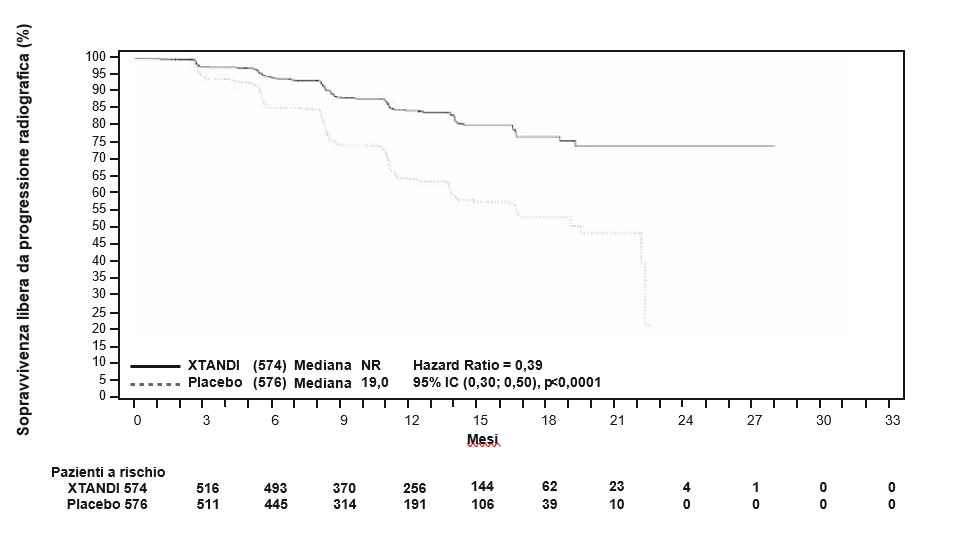 Sopravvivenza libera da progressione radiografica (%)
100
95
90
85
80
75
70
65
60
55
50
45
40
35
30
25
20
15
10
5
0
XTANDI (574) Mediana NR Hazard Ratio = 0,39
Placebo (576) Mediana 19,0 95% IC (0,30; 0,50), p<0,0001
0 3 6 9 12 15 18 21 24 27 30 33
Mesi
Pazienti a rischio
XTANDI 574 516 493 370 256 144 62 23 4 1 0 0
Placebo 576 511 445 314 191 106 39 10 0 0 0 0